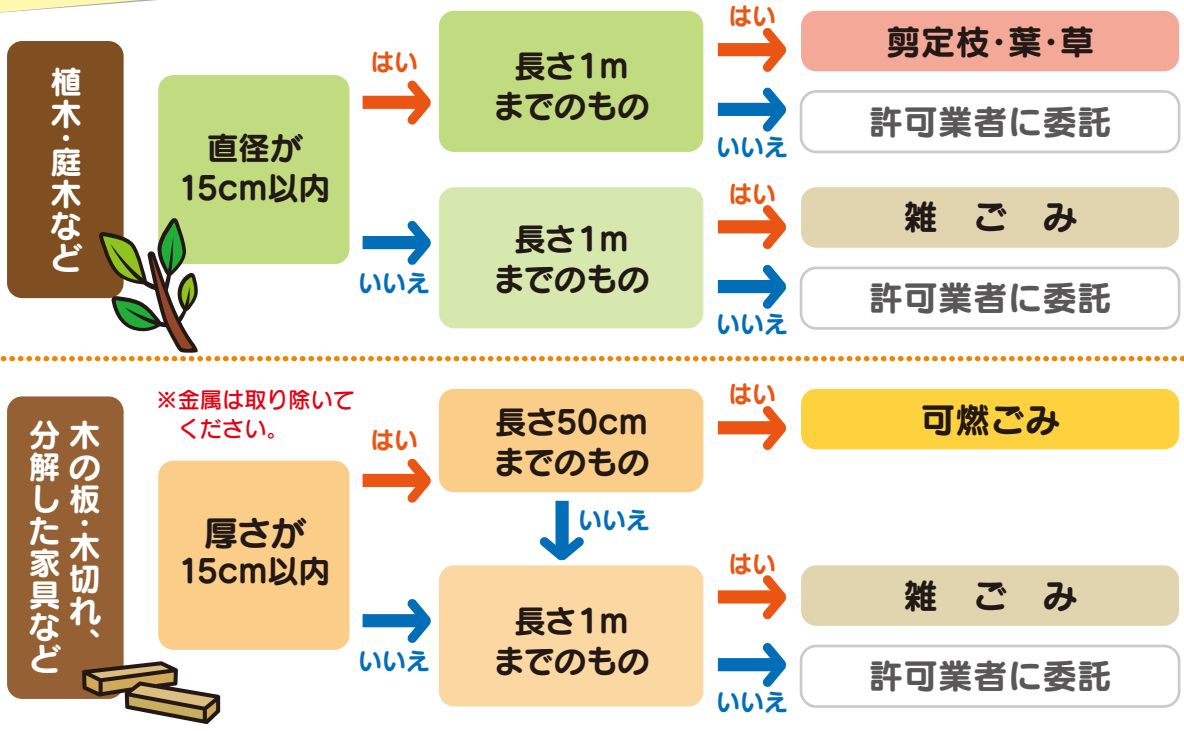 植木・庭木など
直径が
15cm以内
はい
いいえ
長さ1m
までのもの
はい
剪定枝・葉・草
いいえ
許可業者に委託
長さ1m
までのもの
はい
雑 ご み
いいえ
許可業者に委託
木の板・木切れ、
分解した家具など
※金属は取り除いて
ください。
厚さが
15cm以内
はい
いいえ
長さ50cm
までのもの
はい
可燃ごみ
いいえ
長さ1m
までのもの
はい
雑 ご み
いいえ
許可業者に委託